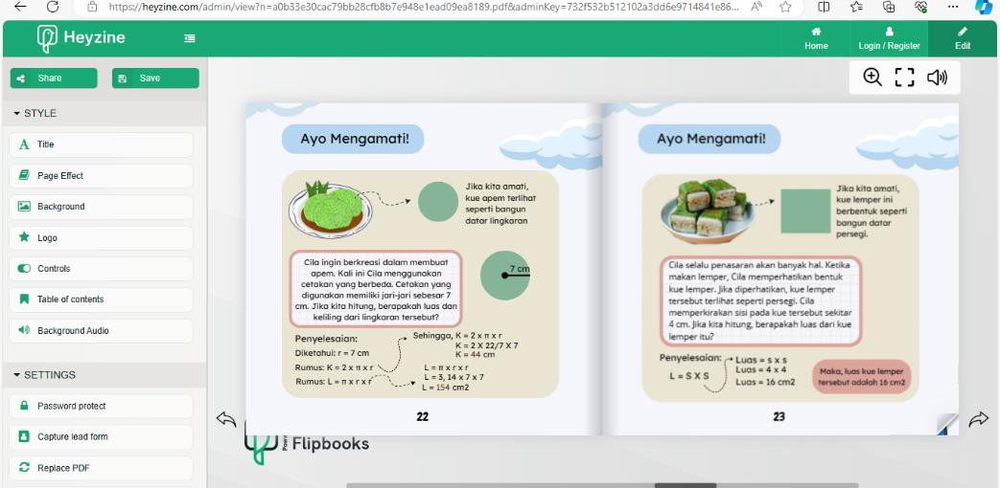 https://heyzine.com/admin/view?n=a0b33e30cac79bb28cfb8b7e948e1ead09ea8189.pdf&adminKey=732f532b512102a3dd6e9714841e86...
Heyzine
Home
Login / Register
Edit
Share
Save
STYLE
Title
Page Effect
Background
Logo
Controls
Table of contents
Background Audio
SETTINGS
Password protect
Capture lead form
Replace PDF
Ayo Mengamati!
Jika kita amati,
kue apem terlihat
seperti bangun
datar lingkaran
Cila ingin berkreasi dalam membuat
apem. Kali ini Cila menggunakan
cetakan yang berbeda. Cetakan yang
digunakan memiliki jari-jari sebesar 7
cm. Jika kita hitung, berapakah luas dan
keliling dari lingkaran tersebut?
7 cm
Penyelesaian:
Diketahui: r = 7 cm
Rumus: K = 2 x π x r
Rumus: L = π x r x r
Sehingga, K = 2 x π x r
K = 2 X 22/7 X 7
K = 44 cm
L = π x r x r
L = 3, 14 x 7 x 7
L = 154 cm2
22
Ayo Mengamati!
Jika kita amati,
kue lemper ini
berbentuk seperti
bangun datar
persegi.
Cila selalu penasaran akan banyak hal. Ketika
makan lemper, Cila memperhatikan bentuk
kue lemper. Jika diperhatikan, kue lemper
tersebut terlihat seperti persegi. Cila
memperkirakan sisi pada kue tersebut sekitar
4 cm. Jika kita hitung, berapakah luas dari kue
lemper itu?
Penyelesaian:
L = S X S
Luas = s x s
Luas = 4 x 4
Luas = 16 cm2
Maka, luas kue lemper
tersebut adalah 16 cm2
23
Flipbooks